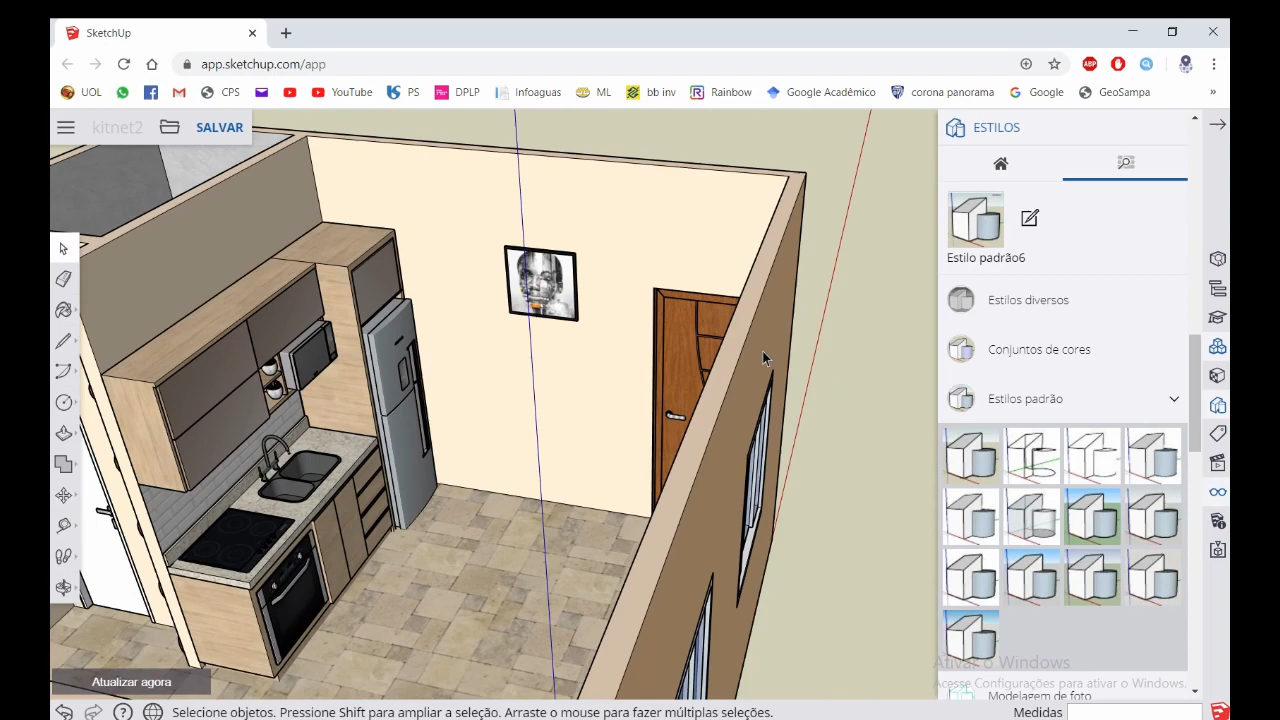 SketchUp
app.sketchup.com/app
UOL CPS YouTube PS DPLP Infoaguas ML bb inv Rainbow Google Acadêmico corona panorama Google GeoSampa »
kitnet2 SALVAR
ESTILOS
Estilo padrão6
Estilos diversos
Conjuntos de cores
Estilos padrão
Ativar o Windows
Acesse Configurações para ativar o Windows.
Modelagem de foto
Atualizar agora
Selecione objetos. Pressione Shift para ampliar a seleção. Arraste o mouse para fazer múltiplas seleções.
Medidas